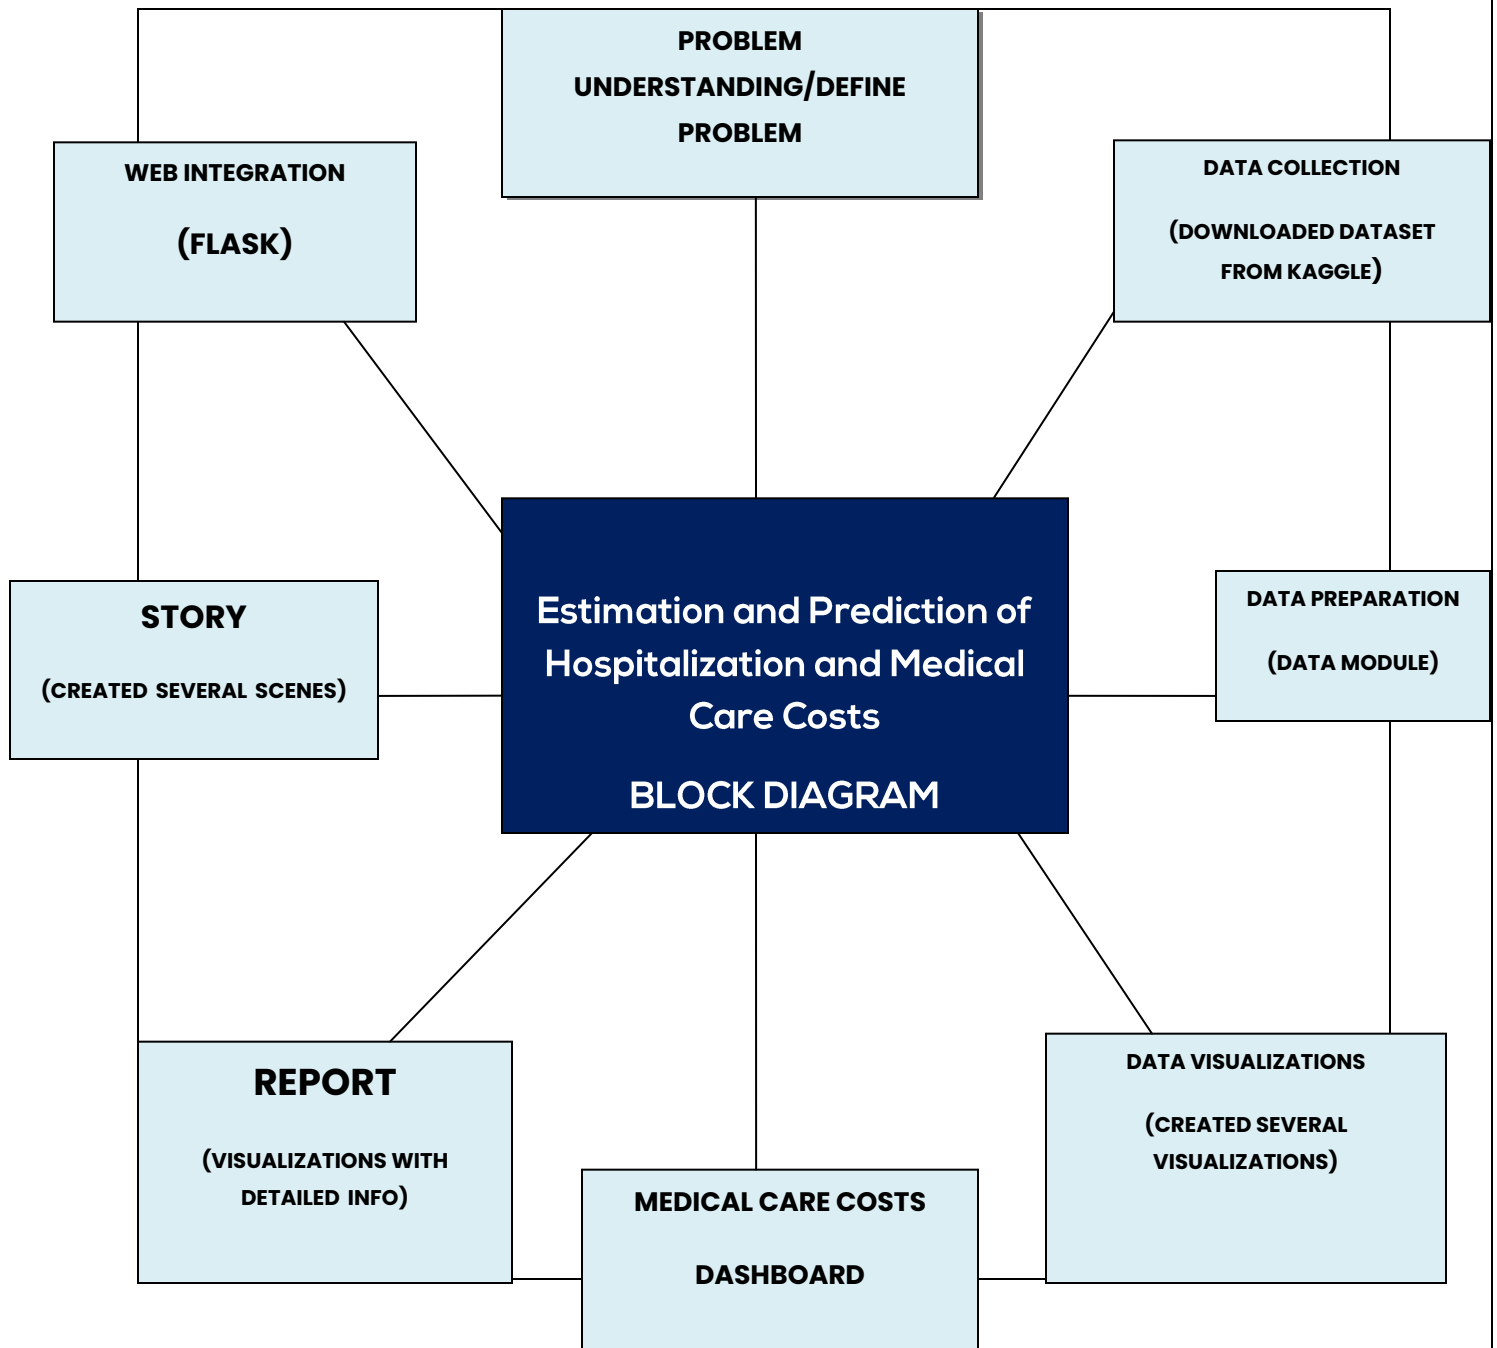 PROBLEM
UNDERSTANDING/DEFINE
PROBLEM
WEB INTEGRATION
(FLASK)
DATA COLLECTION
(DOWNLOADED DATASET
FROM KAGGLE)
Estimation and Prediction of
Hospitalization and Medical
Care Costs
BLOCK DIAGRAM
STORY
(CREATED SEVERAL SCENES)
DATA PREPARATION
(DATA MODULE)
REPORT
(VISUALIZATIONS WITH
DETAILED INFO)
MEDICAL CARE COSTS
DASHBOARD
DATA VISUALIZATIONS
(CREATED SEVERAL
VISUALIZATIONS)